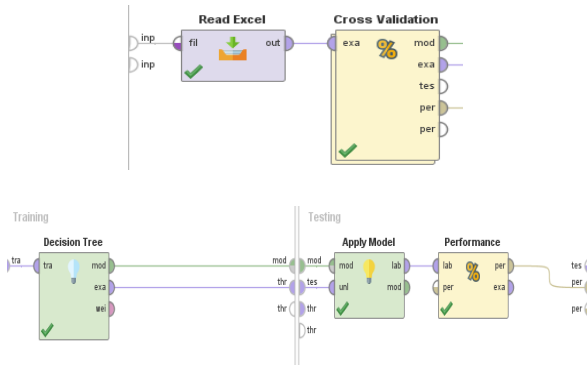 Read Excel
Cross Validation
inp
inp
fil
out
exa
%
mod
exa
tes
per
per
Training
Testing
Decision Tree
Apply Model
Performance
tra
tra
mod
exa
wei
mod
thr
thr
mod
tes
thr
thr
mod
unl
lab
mod
lab
per
%
per
exa
tes
per
per